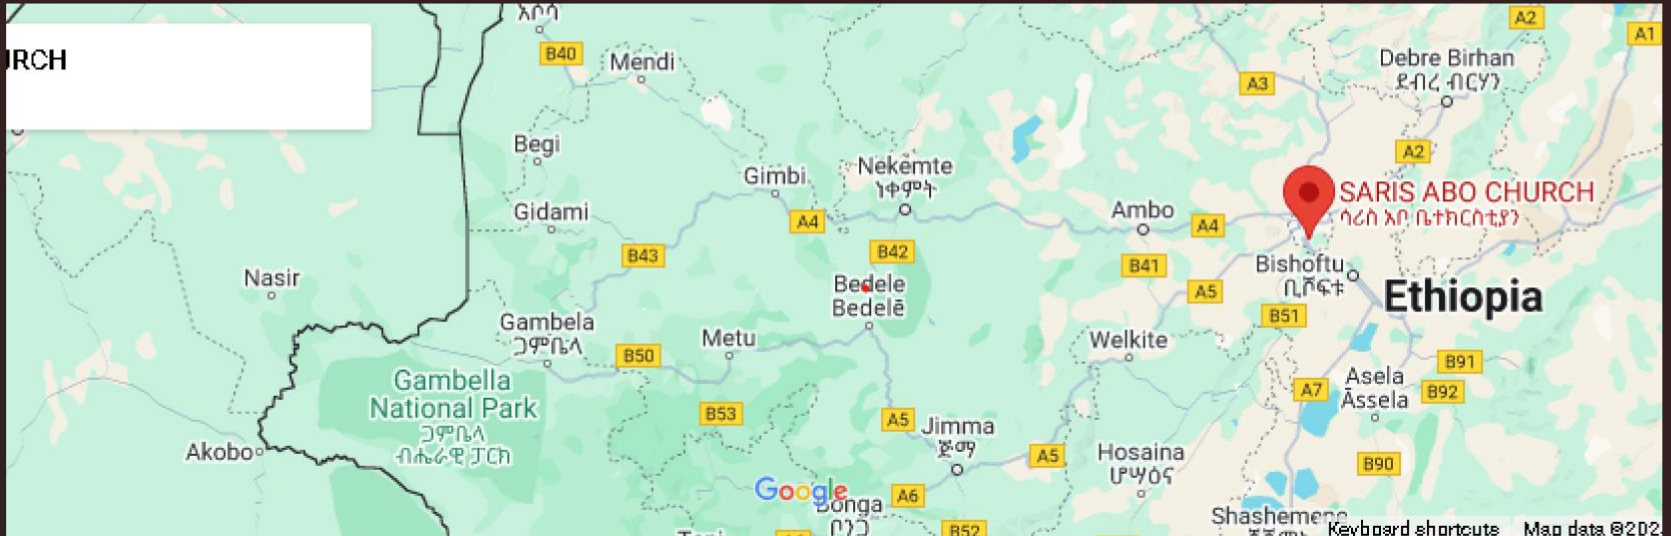 አሶሳ
B40
Mendi
A2
A1
JRCH
Debre Birhan
ደብረ ብርሃን
A3
Begi
A2
Nekemte
ነቀምት
Gimbi
SARIS ABO CHURCH
ሳሪስ አቦ ቤተክርስቲያን
Gidami
A4
Ambo
A4
B43
B42
B41
Bishoftu
ቢሾፍቱ
Nasir
Bedele
Bedelē
A5
Ethiopia
B51
Gambela
ጋምቤላ
Metu
Welkite
B50
B91
Gambella
National Park
ጋምቤላ
ብሔራዊ ፓርክ
A7
Asela
Āssela
B92
B53
A5
Jimma
ጅማ
Akobo
A5
Hosaina
ሆሣዕና
B90
Google
A6
Bonga
ቦንጋ
B52
Shashemene
Keyboard shortcuts
Map data ©202